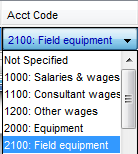 Acct Code
2100: Field equipment
Not Specified
1000: Salaries & wages
1100: Consultant wages
1200: Other wages
2000: Equipment
2100: Field equipment